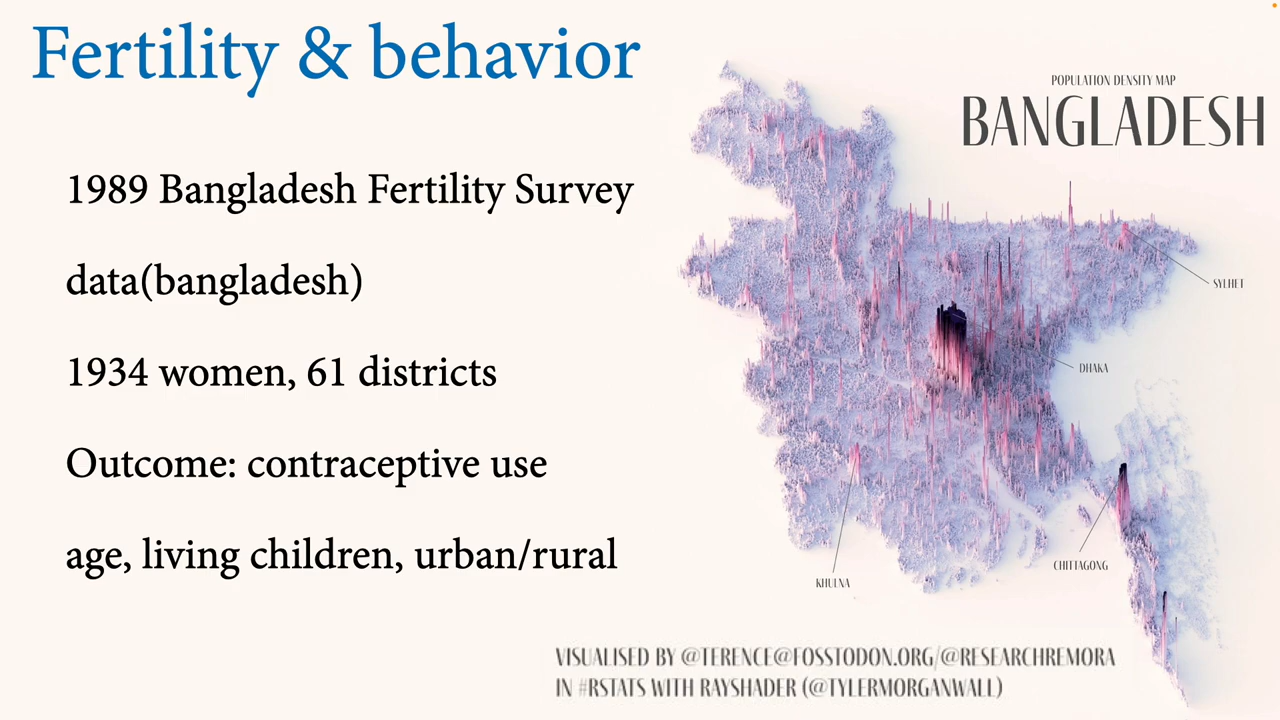 Fertility & behavior
1989 Bangladesh Fertility Survey
data(bangladesh)
1934 women, 61 districts
Outcome: contraceptive use
age, living children, urban/rural
POPULATION DENSITY MAP
BANGLADESH
SYLHET
DHAKA
CHITTAGONG
KHULNA
VISUALISED BY @TERENCE@FOSSTODON.ORG/@RESEARCHREMORA
IN #RSTATS WITH RAYSHADER (@TYLERMORGANWALL)